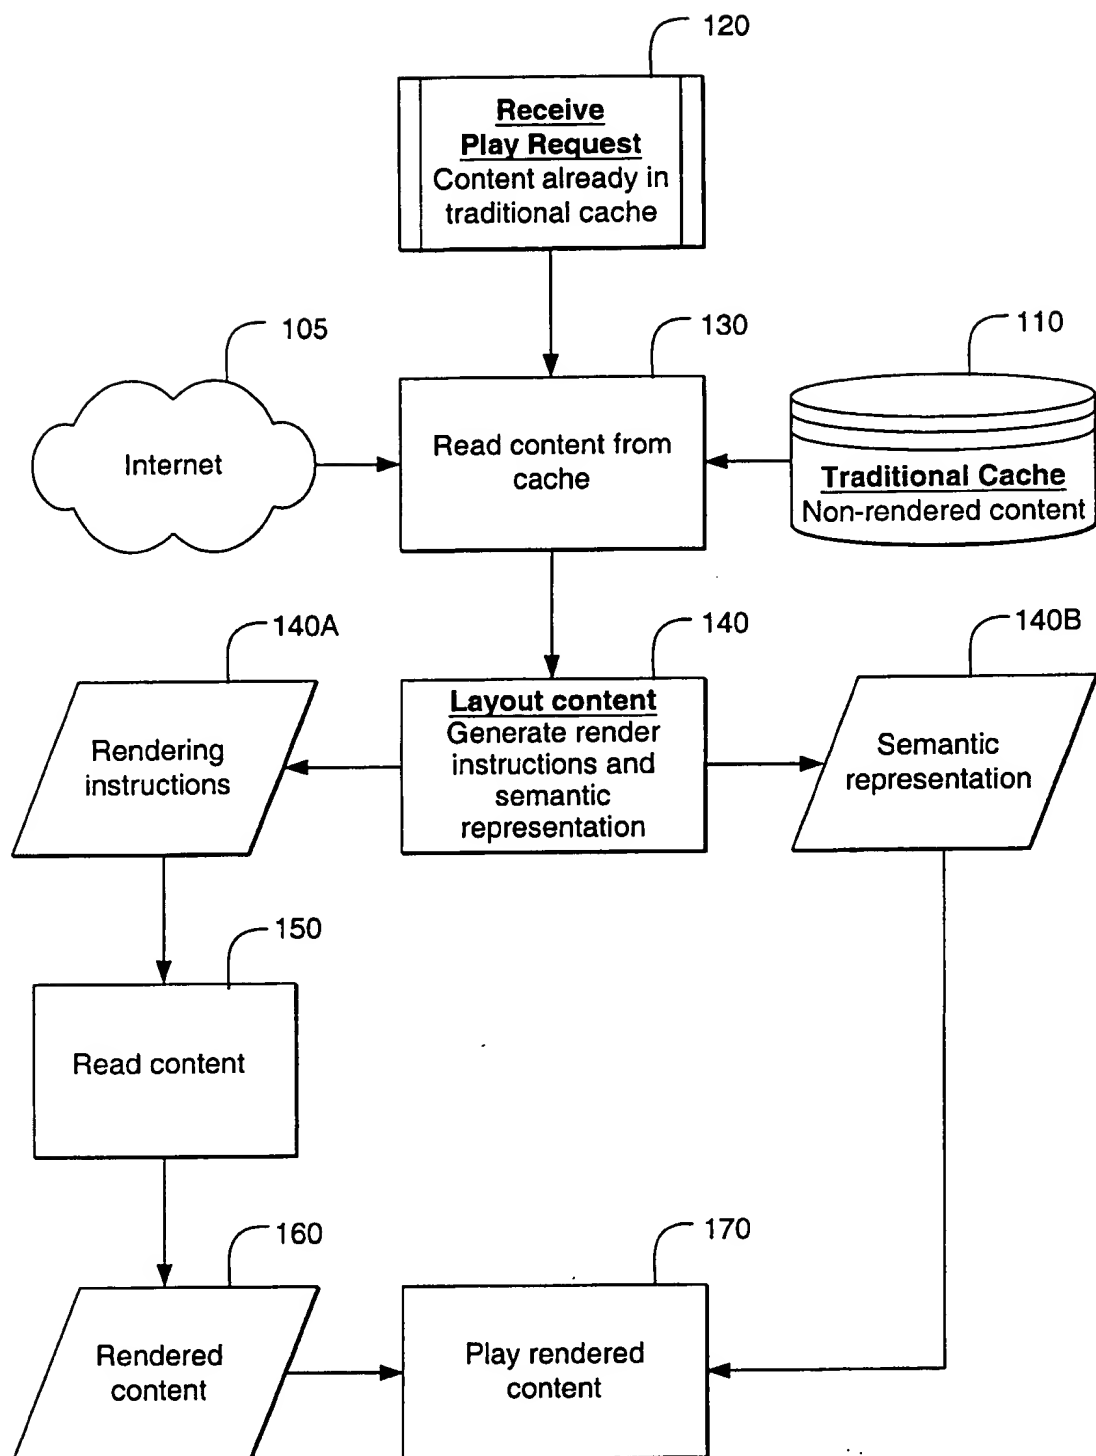 120
Receive
Play Request
Content already in
traditional cache
105
130
110
Internet
Read content from
cache
Traditional Cache
Non-rendered content
140A
140
140B
Rendering
instructions
Layout content
Generate render
instructions and
semantic
representation
Semantic
representation
150
Read content
160
170
Rendered
content
Play rendered
content